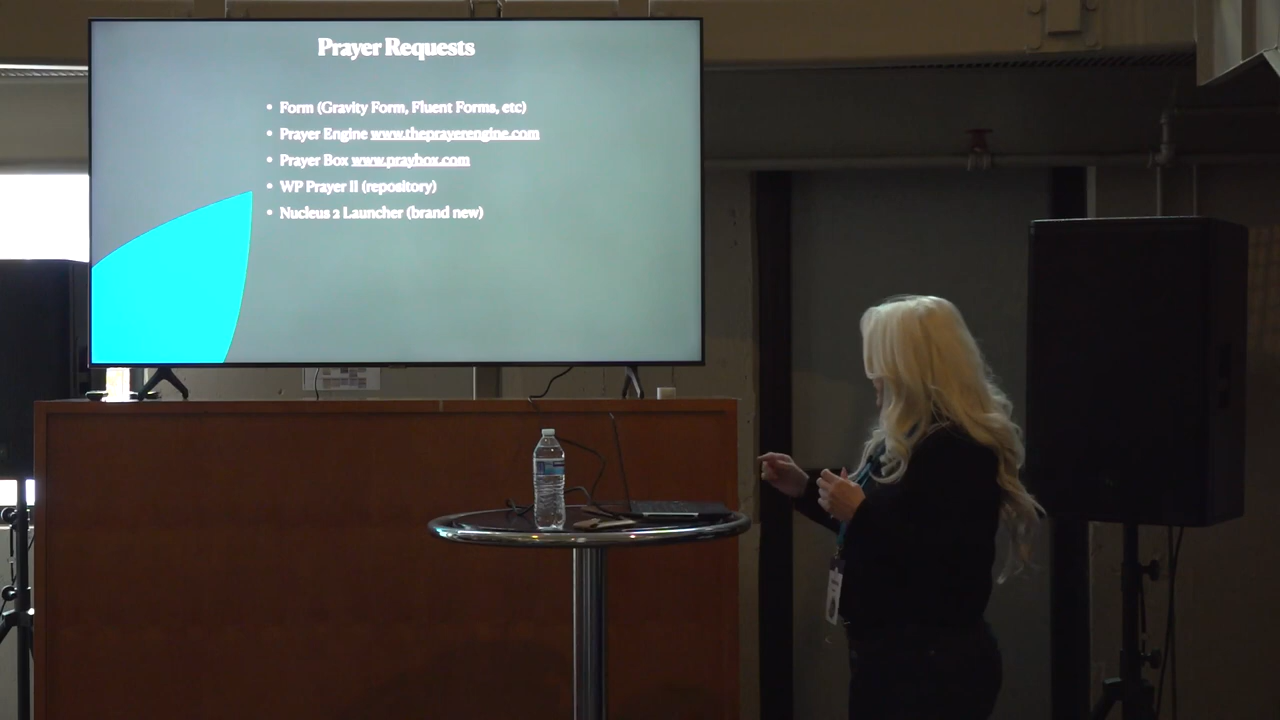 Prayer Requests
• Form (Gravity Form, Fluent Forms, etc)
• Prayer Engine www.theprayerengine.com
• Prayer Box www.praybox.com
• WP Prayer II (repository)
• Nucleus 2 Launcher (brand new)